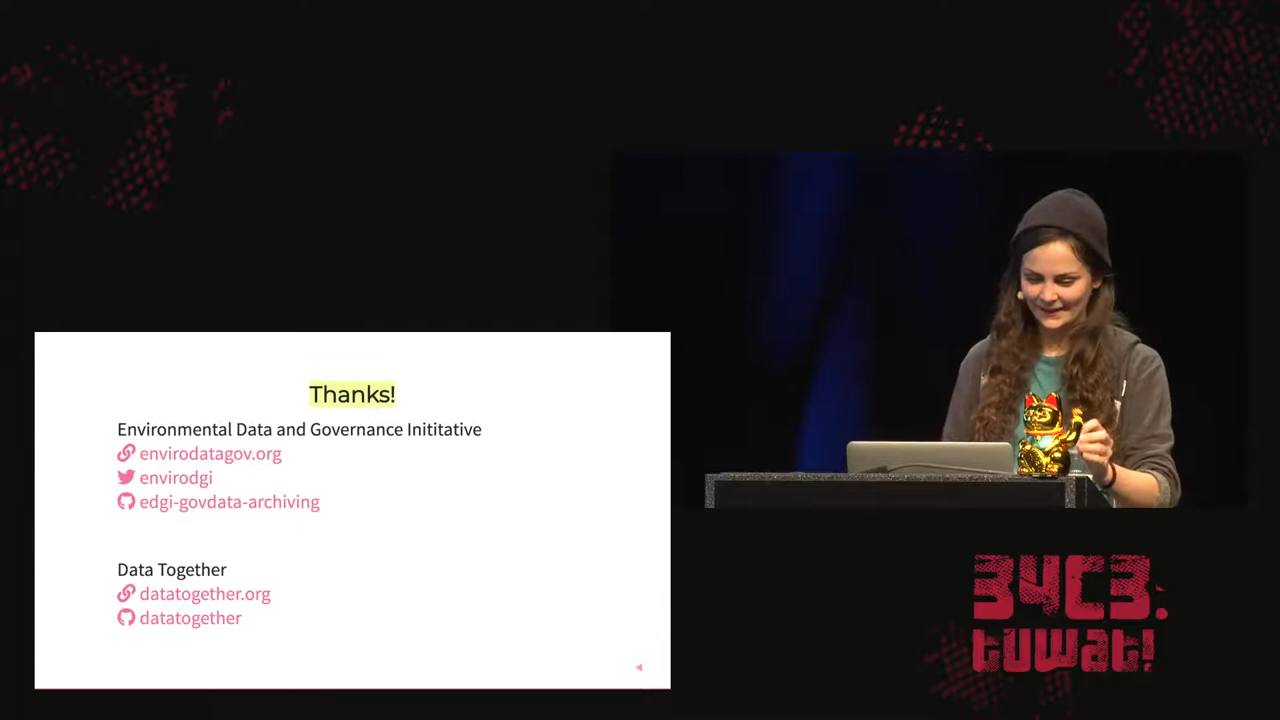 Thanks!
Environmental Data and Governance Inititative
envirodatagov.org
envirodgi
edgi-govdata-archiving
Data Together
datatogether.org
datatogether
34C3:
tuwat!